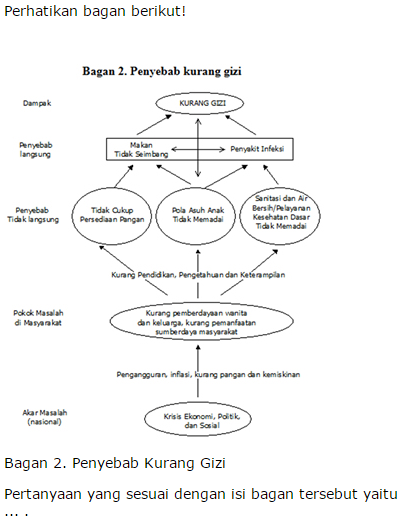 Perhatikan bagan berikut!
Bagan 2. Penyebab kurang gizi
Dampak
KURANG GIZI
Penyebab
langsung
Makan
Tidak Seimbang
Penyakit Infeksi
Penyebab
Tidak langsung
Tidak Cukup
Persediaan Pangan
Pola Asuh Anak
Tidak Memadai
Sanitasi dan Air
Bersih/Pelayanan
Kesehatan Dasar
Tidak Memadai
Kurang Pendidikan, Pengetahuan dan Keterampilan
Pokok Masalah
di Masyarakat
Kurang pemberdayaan wanita
dan keluarga, kurang pemanfaatan
sumberdaya masyarakat
Pengangguran, inflasi, kurang pangan dan kemiskinan
Akar Masalah
(nasional)
Krisis Ekonomi, Politik,
dan Sosial
Bagan 2. Penyebab Kurang Gizi
Pertanyaan yang sesuai dengan isi bagan tersebut yaitu
... .